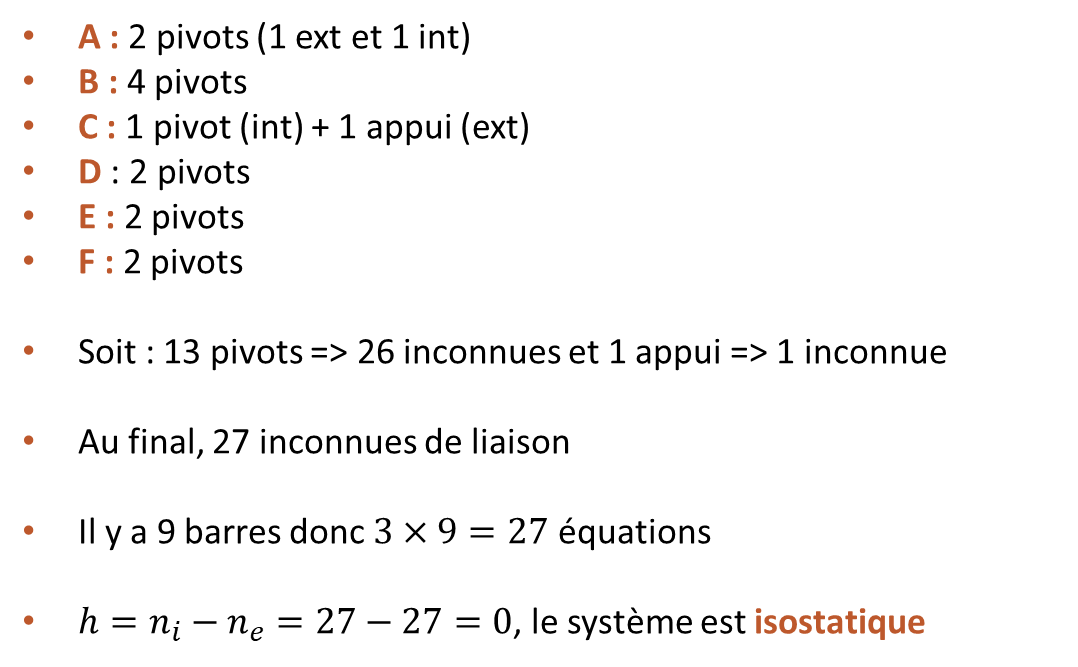 • A : 2 pivots (1 ext et 1 int)
• B : 4 pivots
• C : 1 pivot (int) + 1 appui (ext)
• D : 2 pivots
• E : 2 pivots
• F : 2 pivots
• Soit : 13 pivots => 26 inconnues et 1 appui => 1 inconnue
• Au final, 27 inconnues de liaison
• Il y a 9 barres donc 3 × 9 = 27 équations
• h = nᵢ − nₑ = 27 − 27 = 0, le système est isostatique